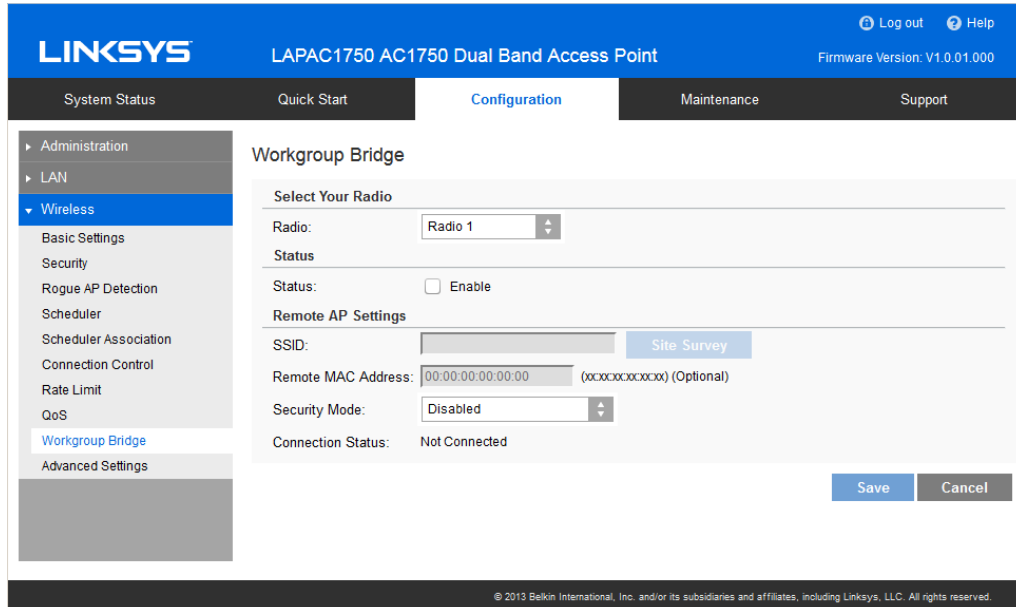 Log out Help
LINKSYS LAPAC1750 AC1750 Dual Band Access Point Firmware Version: V1.0.01.000
System Status Quick Start Configuration Maintenance Support
Administration
LAN
Wireless
Basic Settings
Security
Rogue AP Detection
Scheduler
Scheduler Association
Connection Control
Rate Limit
QoS
Workgroup Bridge
Advanced Settings
Workgroup Bridge
Select Your Radio
Radio: Radio 1
Status
Status: Enable
Remote AP Settings
SSID: Site Survey
Remote MAC Address: 00:00:00:00:00:00 (xx:xx:xx:xx:xx:xx) (Optional)
Security Mode: Disabled
Connection Status: Not Connected
Save Cancel
© 2013 Belkin International, Inc. and/or its subsidiaries and affiliates, including Linksys, LLC. All rights reserved.